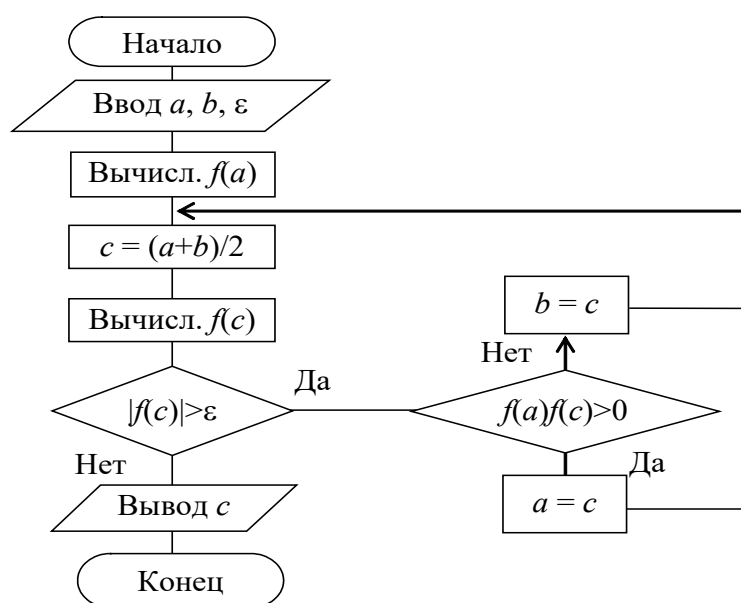 Начало
Ввод a, b, ε
Вычисл. f(a)
c = (a+b)/2
Вычисл. f(c)
|f(c)|>ε
Да
Нет
Вывод c
Конец
b = c
Нет
f(a)f(c)>0
Да
a = c